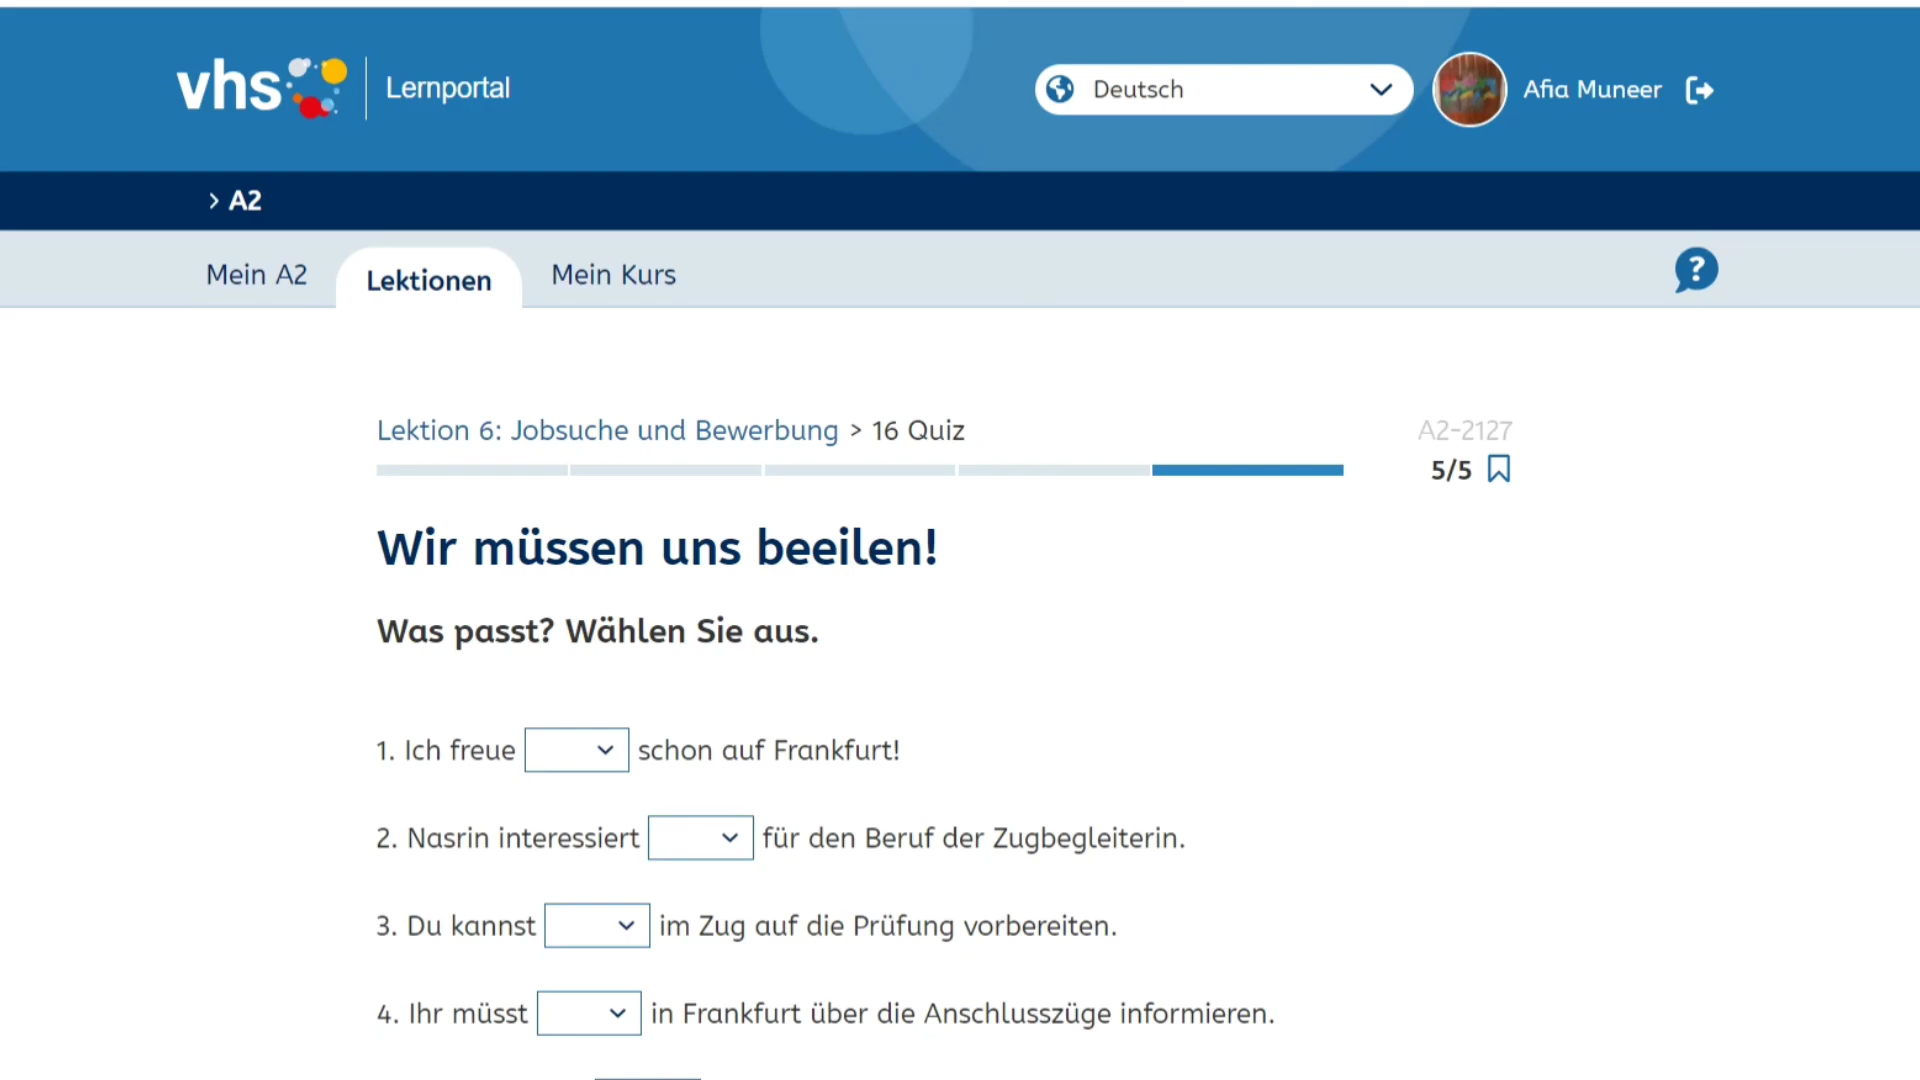 vhs Lernportal
Deutsch
Afia Muneer
> A2
Mein A2
Lektionen
Mein Kurs
?
Lektion 6: Jobsuche und Bewerbung > 16 Quiz
A2-2127
5/5
Wir müssen uns beeilen!
Was passt? Wählen Sie aus.
1. Ich freue schon auf Frankfurt!
2. Nasrin interessiert für den Beruf der Zugbegleiterin.
3. Du kannst im Zug auf die Prüfung vorbereiten.
4. Ihr müsst in Frankfurt über die Anschlusszüge informieren.